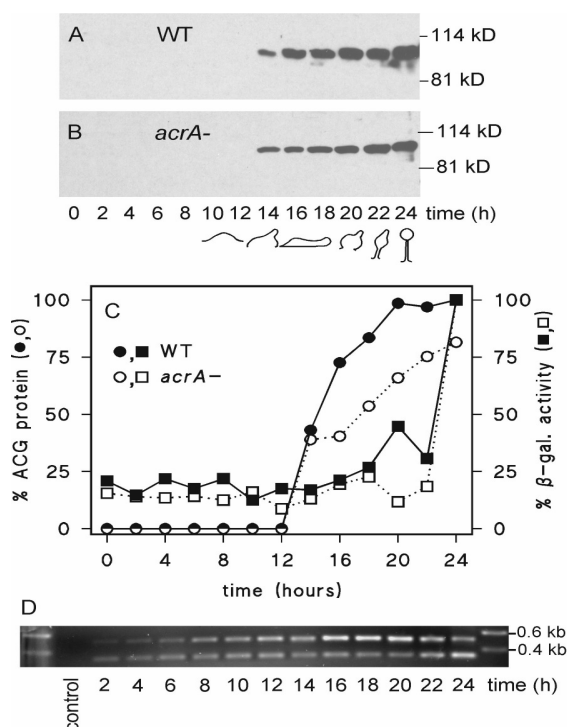 A WT 114 kD
81 kD
B acrA- 114 kD
81 kD
0 2 4 6 8 10 12 14 16 18 20 22 24 time (h)
C
% ACG protein (●,o)
% β-gal. activity (■,□)
100 100
75 75
50 50
25 25
0 0
●,■ WT
○,□ acrA−
0 4 8 12 16 20 24
time (hours)
D
0.6 kb
0.4 kb
control 2 4 6 8 10 12 14 16 18 20 22 24 time (h)